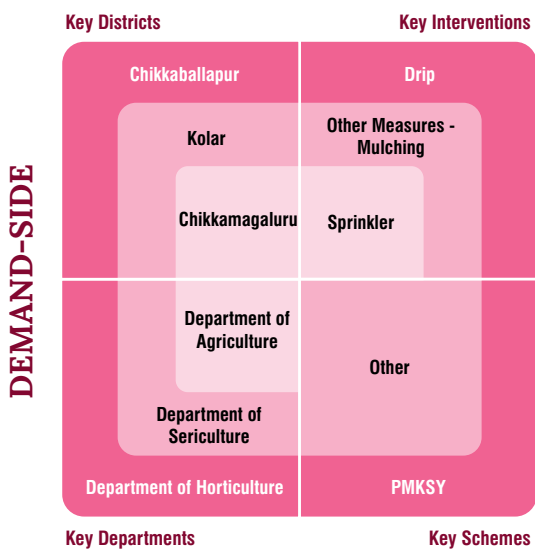 Key Districts
Key Interventions
Chikkaballapur
Drip
Kolar
Other Measures -
Mulching
Chikkamagaluru
Sprinkler
DEMAND-SIDE
Department of
Agriculture
Other
Department of
Sericulture
Department of Horticulture
PMKSY
Key Departments
Key Schemes